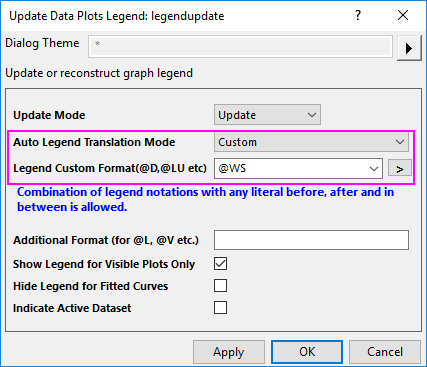 Update Data Plots Legend: legendupdate ? ×
Dialog Theme *
Update or reconstruct graph legend
Update Mode Update
Auto Legend Translation Mode Custom
Legend Custom Format(@D,@LU etc) @WS >
Combination of legend notations with any literal before, after and in
between is allowed.
Additional Format (for @L, @V etc.)
Show Legend for Visible Plots Only
Hide Legend for Fitted Curves
Indicate Active Dataset
Apply OK Cancel